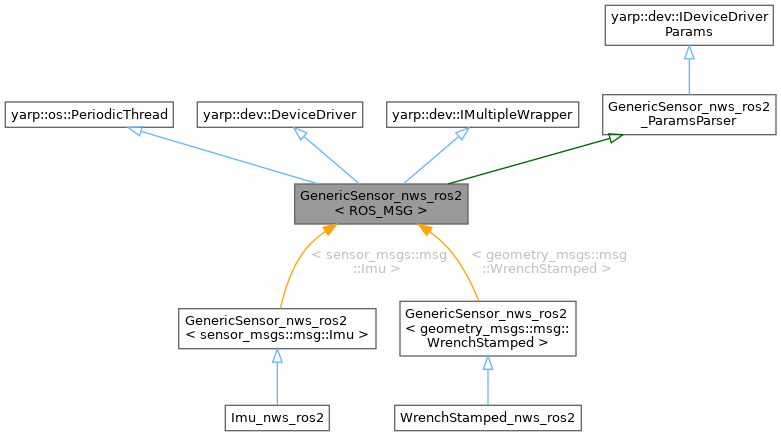 yarp::dev::IDeviceDriver
Params
yarp::os::PeriodicThread
yarp::dev::DeviceDriver
yarp::dev::IMultipleWrapper
GenericSensor_nws_ros2
_ParamsParser
GenericSensor_nws_ros2
< ROS_MSG >
< sensor_msgs::msg
::Imu >
< geometry_msgs::msg
::WrenchStamped >
GenericSensor_nws_ros2
< sensor_msgs::msg::Imu >
GenericSensor_nws_ros2
< geometry_msgs::msg::
WrenchStamped >
Imu_nws_ros2
WrenchStamped_nws_ros2